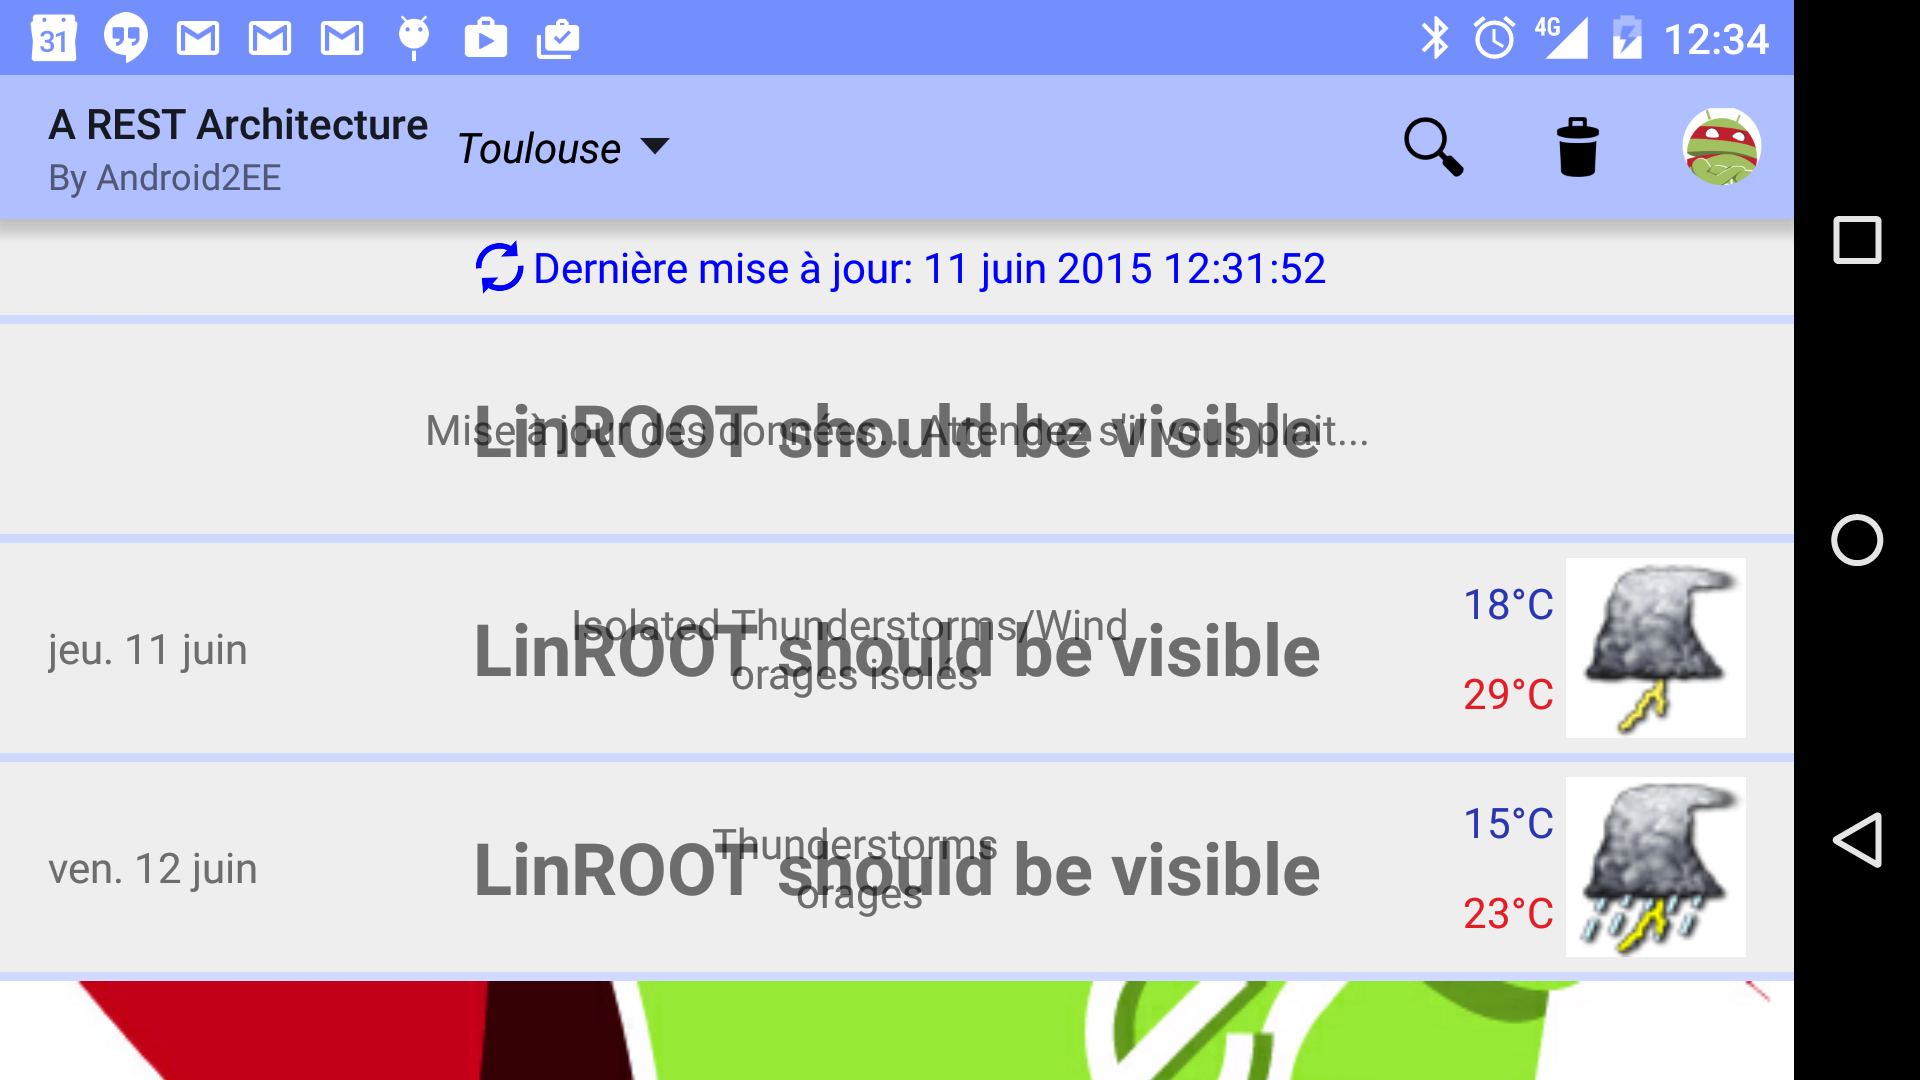 31
4G
12:34
A REST Architecture
By Android2EE
Toulouse
Dernière mise à jour: 11 juin 2015 12:31:52
Mise à jour des données... Attendez s'il vous plait...
LinROOT should be visible
jeu. 11 juin
Isolated Thunderstorms/Wind
orages isolés
LinROOT should be visible
18°C
29°C
ven. 12 juin
Thunderstorms
orages
LinROOT should be visible
15°C
23°C